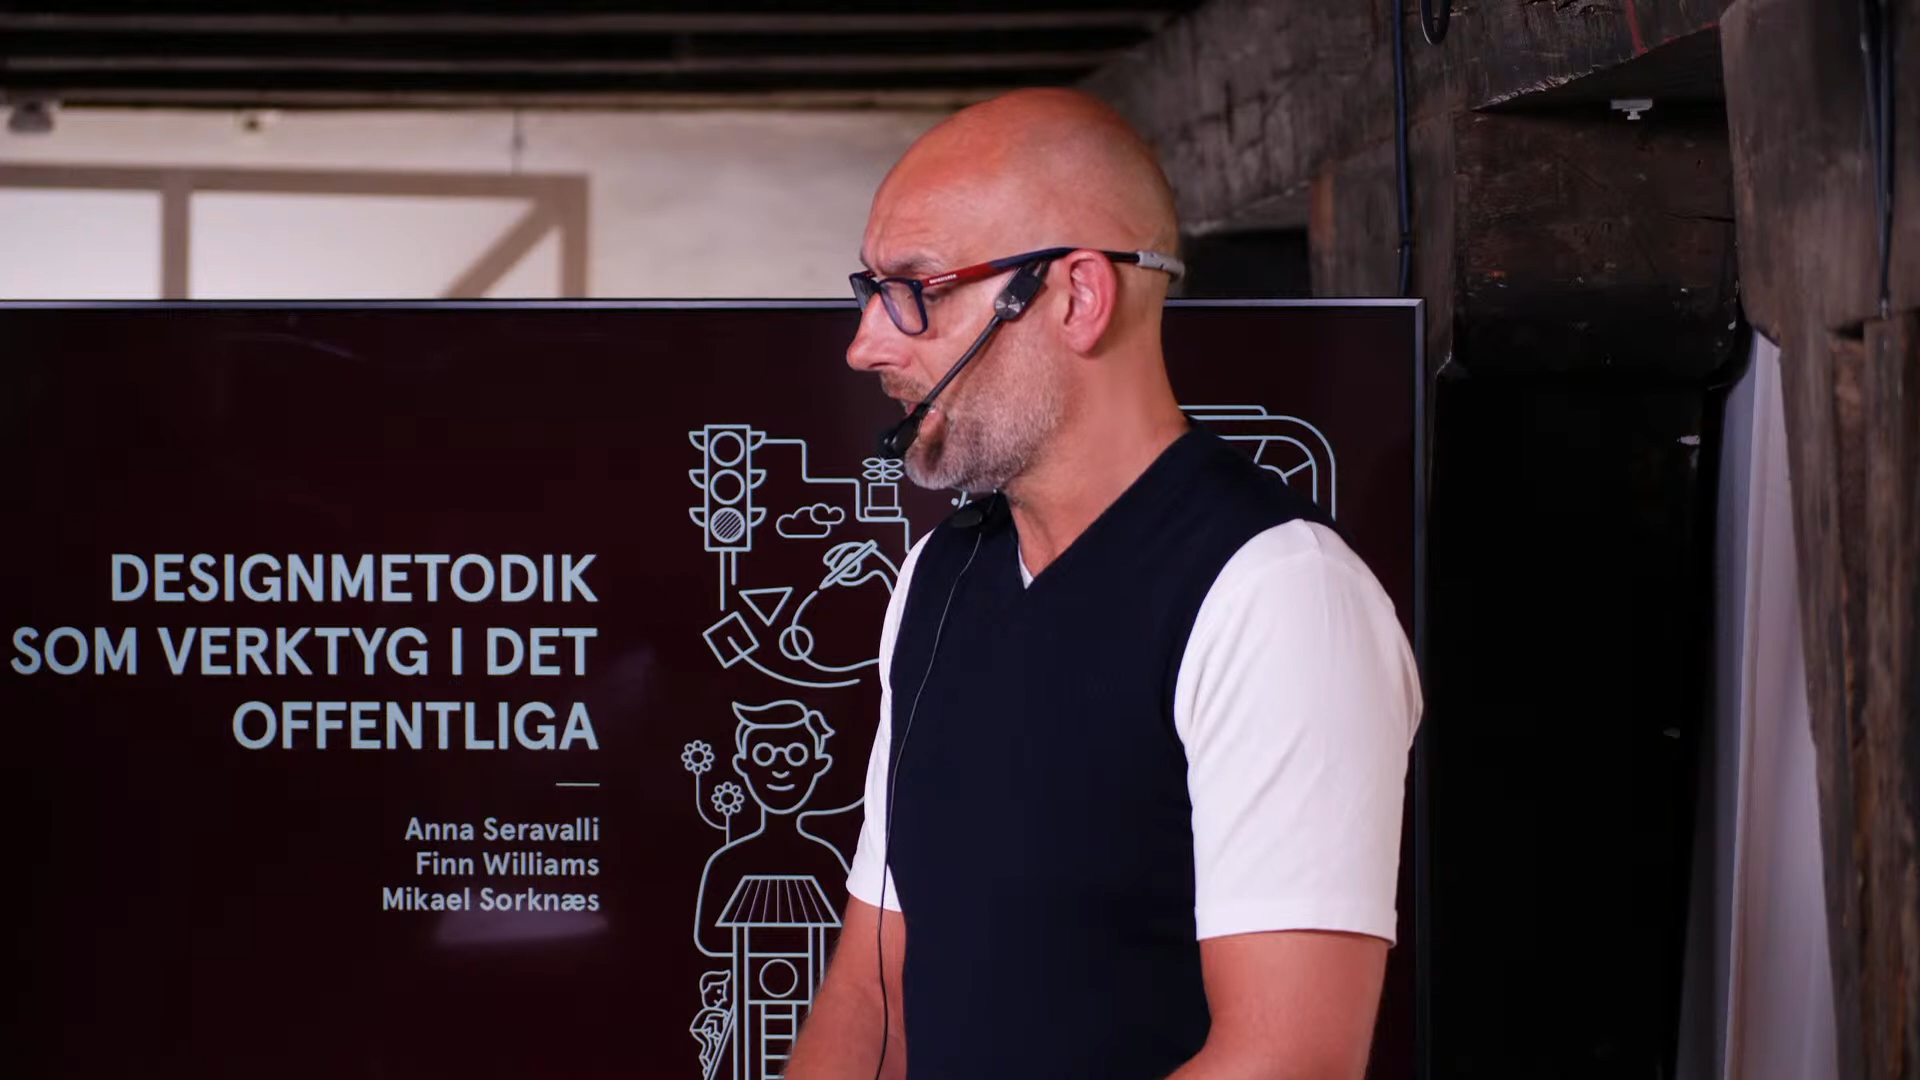 DESIGNMETODIK
SOM VERKTYG I DET
OFFENTLIGA
Anna Seravalli
Finn Williams
Mikael Sorknæs